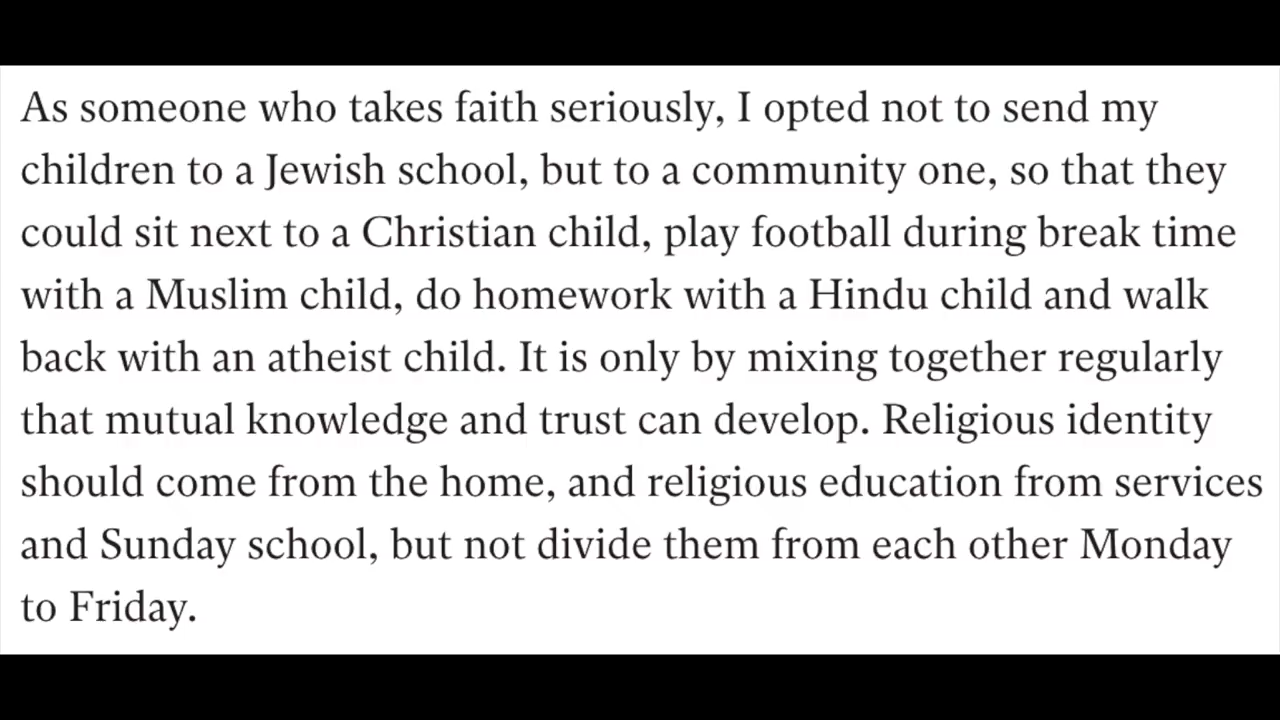 As someone who takes faith seriously, I opted not to send my
children to a Jewish school, but to a community one, so that they
could sit next to a Christian child, play football during break time
with a Muslim child, do homework with a Hindu child and walk
back with an atheist child. It is only by mixing together regularly
that mutual knowledge and trust can develop. Religious identity
should come from the home, and religious education from services
and Sunday school, but not divide them from each other Monday
to Friday.